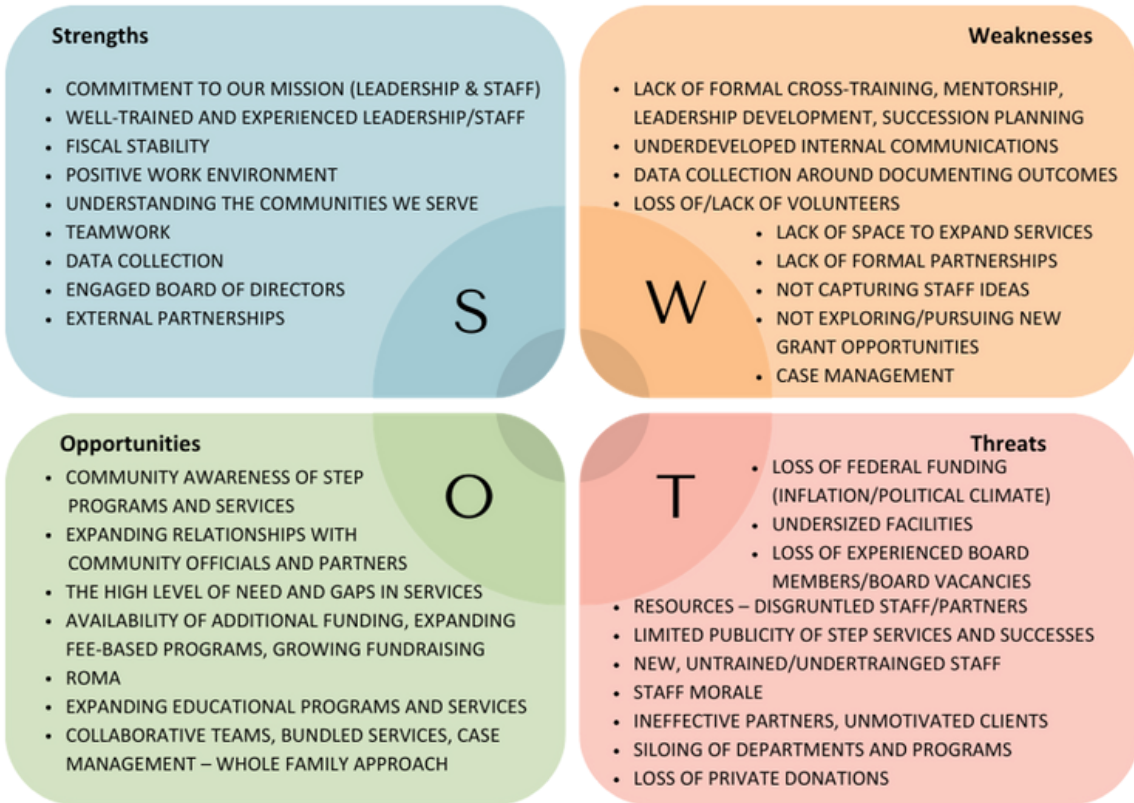 Strengths
• COMMITMENT TO OUR MISSION (LEADERSHIP & STAFF)
• WELL-TRAINED AND EXPERIENCED LEADERSHIP/STAFF
• FISCAL STABILITY
• POSITIVE WORK ENVIRONMENT
• UNDERSTANDING THE COMMUNITIES WE SERVE
• TEAMWORK
• DATA COLLECTION
• ENGAGED BOARD OF DIRECTORS
• EXTERNAL PARTNERSHIPS
S
Weaknesses
• LACK OF FORMAL CROSS-TRAINING, MENTORSHIP,
LEADERSHIP DEVELOPMENT, SUCCESSION PLANNING
• UNDERDEVELOPED INTERNAL COMMUNICATIONS
• DATA COLLECTION AROUND DOCUMENTING OUTCOMES
• LOSS OF/LACK OF VOLUNTEERS
• LACK OF SPACE TO EXPAND SERVICES
• LACK OF FORMAL PARTNERSHIPS
• NOT CAPTURING STAFF IDEAS
• NOT EXPLORING/PURSUING NEW
GRANT OPPORTUNITIES
• CASE MANAGEMENT
W
Opportunities
• COMMUNITY AWARENESS OF STEP
PROGRAMS AND SERVICES
• EXPANDING RELATIONSHIPS WITH
COMMUNITY OFFICIALS AND PARTNERS
• THE HIGH LEVEL OF NEED AND GAPS IN SERVICES
• AVAILABILITY OF ADDITIONAL FUNDING, EXPANDING
FEE-BASED PROGRAMS, GROWING FUNDRAISING
• ROMA
• EXPANDING EDUCATIONAL PROGRAMS AND SERVICES
• COLLABORATIVE TEAMS, BUNDLED SERVICES, CASE
MANAGEMENT – WHOLE FAMILY APPROACH
O
Threats
• LOSS OF FEDERAL FUNDING
(INFLATION/POLITICAL CLIMATE)
• UNDERSIZED FACILITIES
• LOSS OF EXPERIENCED BOARD
MEMBERS/BOARD VACANCIES
• RESOURCES – DISGRUNTLED STAFF/PARTNERS
• LIMITED PUBLICITY OF STEP SERVICES AND SUCCESSES
• NEW, UNTRAINED/UNDERTRAINGED STAFF
• STAFF MORALE
• INEFFECTIVE PARTNERS, UNMOTIVATED CLIENTS
• SILOING OF DEPARTMENTS AND PROGRAMS
• LOSS OF PRIVATE DONATIONS
T